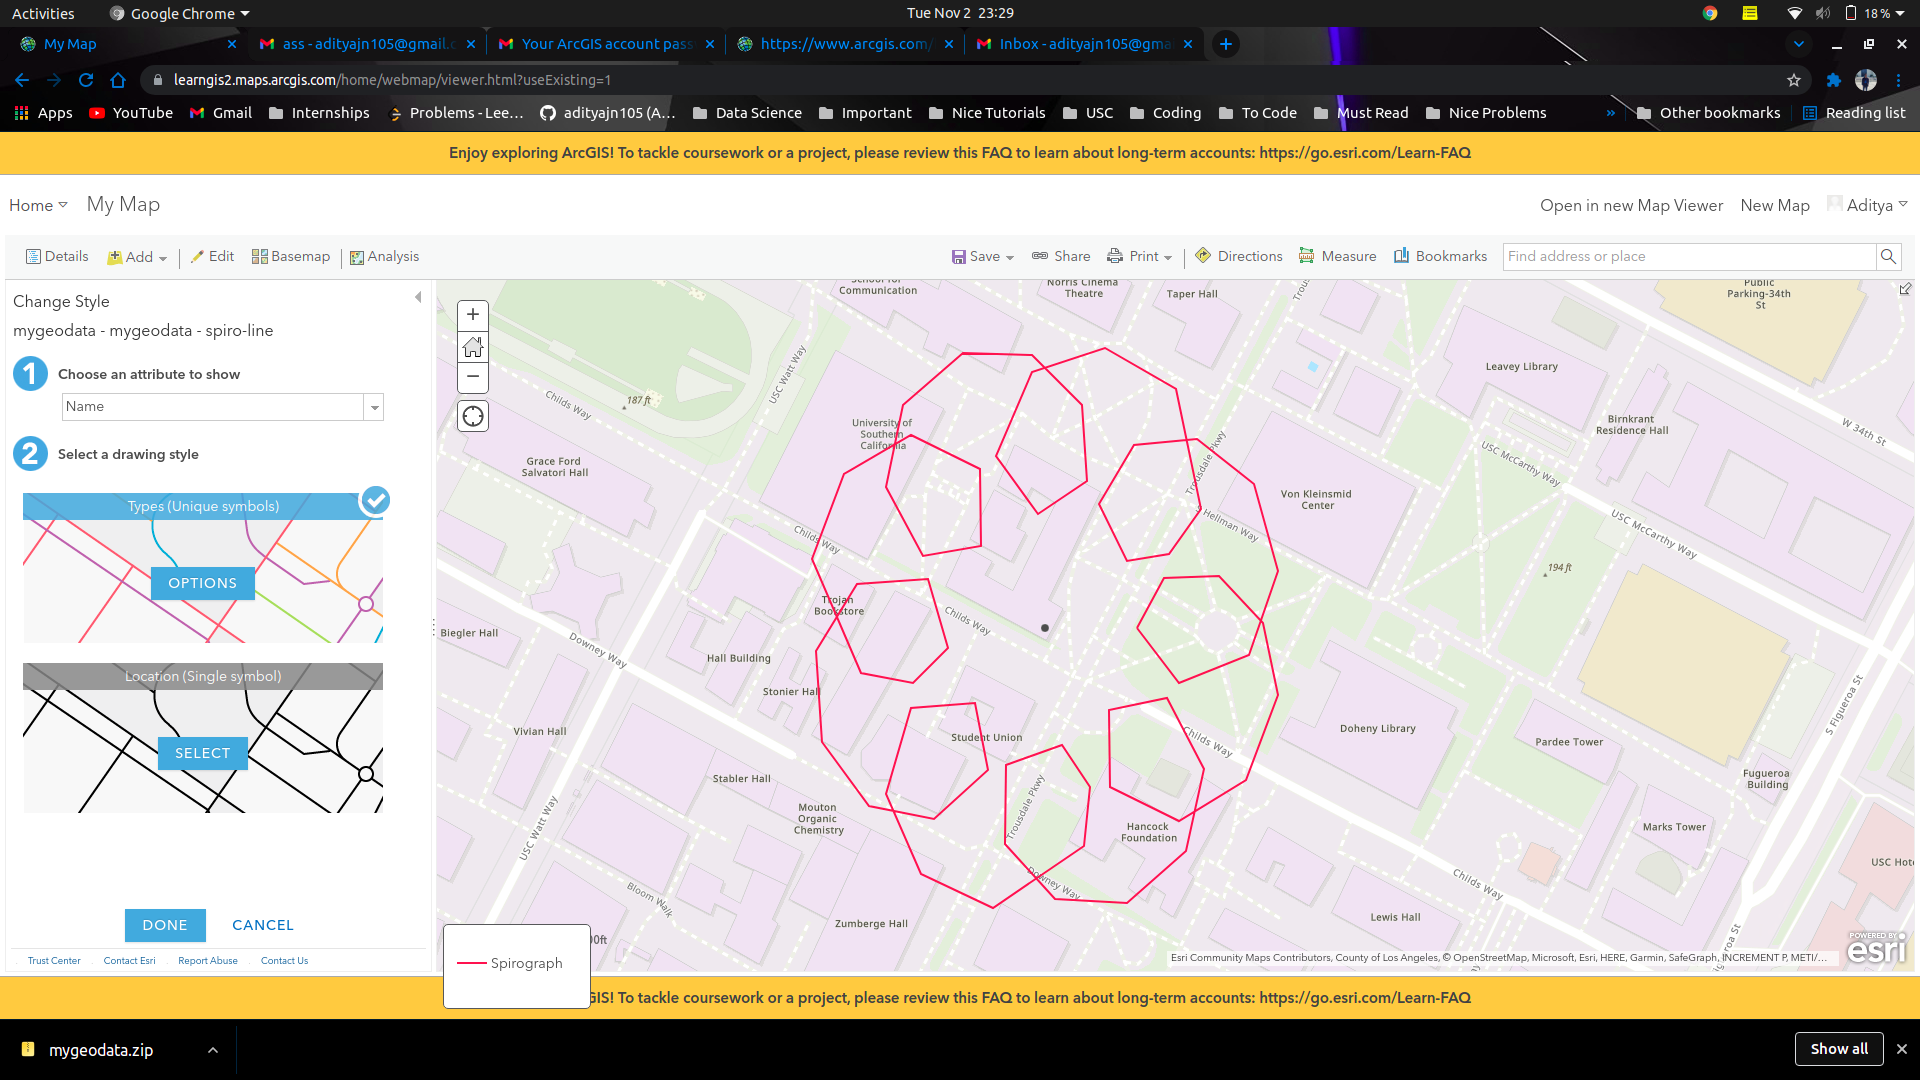 Activities Google Chrome Tue Nov 2 23:29 18 %
My Map ass - adityajn105@gmail.c Your ArcGIS account pass https://www.arcgis.com/ Inbox - adityajn105@gma
learngis2.maps.arcgis.com/home/webmap/viewer.html?useExisting=1
Apps YouTube Gmail Internships Problems - Lee... adityajn105 (A... Data Science Important Nice Tutorials USC Coding To Code Must Read Nice Problems » Other bookmarks Reading list
Enjoy exploring ArcGIS! To tackle coursework or a project, please review this FAQ to learn about long-term accounts: https://go.esri.com/Learn-FAQ
Home My Map Open in new Map Viewer New Map Aditya
Details Add Edit Basemap Analysis Save Share Print Directions Measure Bookmarks Find address or place
Change Style
mygeodata - mygeodata - spiro-line
1 Choose an attribute to show
Name
2 Select a drawing style
Types (Unique symbols)
OPTIONS
Location (Single symbol)
SELECT
DONE CANCEL
Trust Center Contact Esri Report Abuse Contact Us
+
−
School for
Communication
Norris Cinema
Theatre
Taper Hall
Public
Parking-34th
St
Leavey Library
USC Watt Way
Childs Way
187 ft
University of
Southern
California
Birnkrant
Residence Hall
W 34th St
Grace Ford
Salvatori Hall
Trousdale Pkwy
USC McCarthy Way
Von Kleinsmid
Center
Hellman Way
USC McCarthy Way
Childs Way
194 ft
Trojan
Bookstore
Childs Way
Biegler Hall
Downey Way
Hall Building
Stonier Hall
S Figueroa St
Vivian Hall
Student Union
Childs Way
Doheny Library
Pardee Tower
Stabler Hall
Fugueroa
Building
Mouton
Organic
Chemistry
Trousdale Pkwy
Hancock
Foundation
Marks Tower
USC Watt Way
USC Hote
Downey Way
Childs Way
Bloom Walk
Zumberge Hall
Lewis Hall
00ft
Spirograph
Esri Community Maps Contributors, County of Los Angeles, © OpenStreetMap, Microsoft, Esri, HERE, Garmin, SafeGraph, INCREMENT P, METI/...
POWERED BY
esri
GIS! To tackle coursework or a project, please review this FAQ to learn about long-term accounts: https://go.esri.com/Learn-FAQ
mygeodata.zip Show all